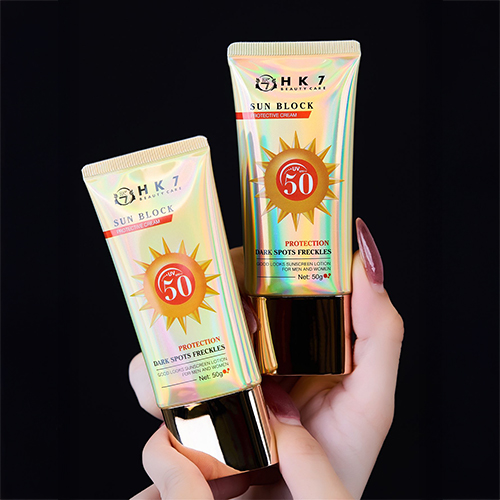 HK7
BEAUTY CARE
SUN BLOCK
PROTECTIVE CREAM
UV
50
PROTECTION
DARK SPOTS FRECKLES
GOOD LOOKS SUNSCREEN LOTION
FOR MEN AND WOMEN
Net: 50g
HK7
BEAUTY CARE
SUN BLOCK
PROTECTIVE CREAM
UV
50
PROTECTION
DARK SPOTS FRECKLES
GOOD LOOKS SUNSCREEN LOTION
FOR MEN AND WOMEN
Net: 50g